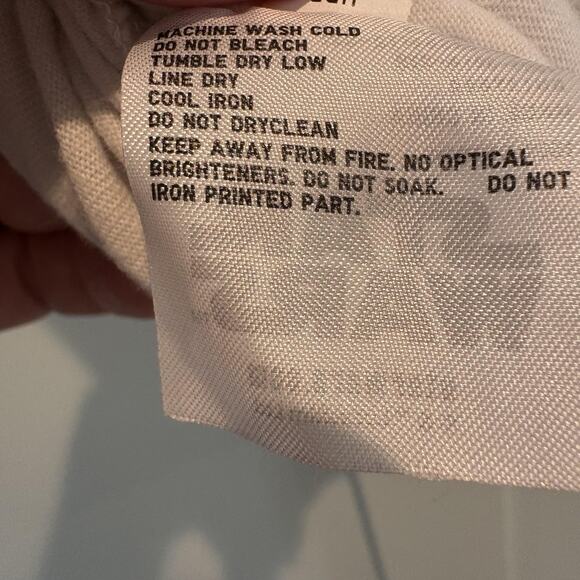 MACHINE WASH COLD
DO NOT BLEACH
TUMBLE DRY LOW
LINE DRY
COOL IRON
DO NOT DRYCLEAN
KEEP AWAY FROM FIRE. NO OPTICAL
BRIGHTENERS. DO NOT SOAK. DO NOT
IRON PRINTED PART.